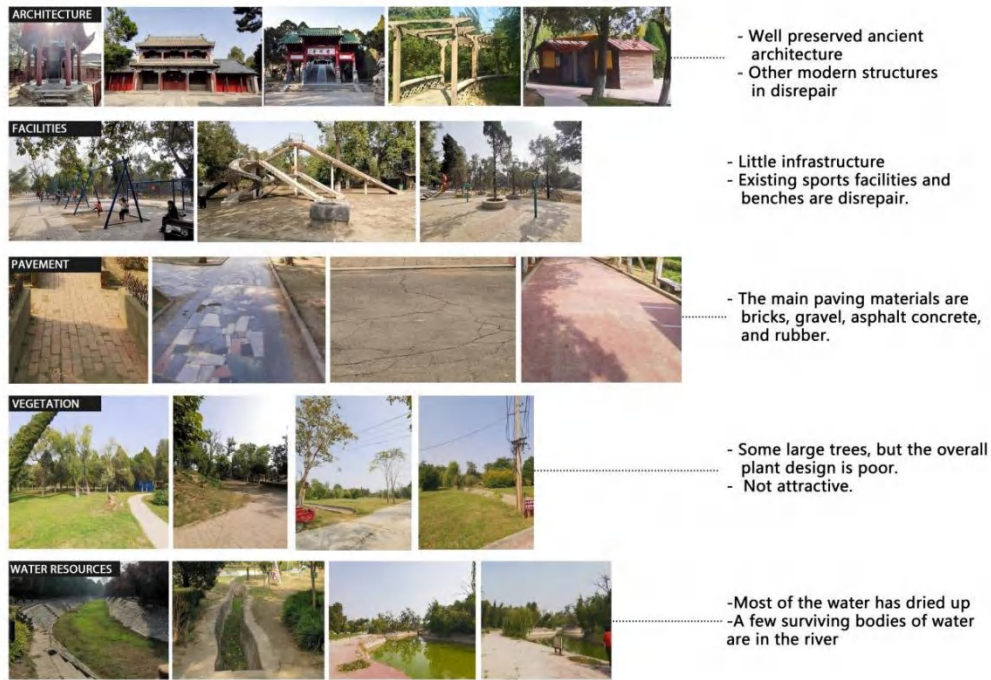 ARCHITECTURE
- Well preserved ancient
architecture
- Other modern structures
in disrepair
FACILITIES
- Little infrastructure
- Existing sports facilities and
benches are disrepair.
PAVEMENT
- The main paving materials are
bricks, gravel, asphalt concrete,
and rubber.
VEGETATION
- Some large trees, but the overall
plant design is poor.
- Not attractive.
WATER RESOURCES
-Most of the water has dried up
-A few surviving bodies of water
are in the river